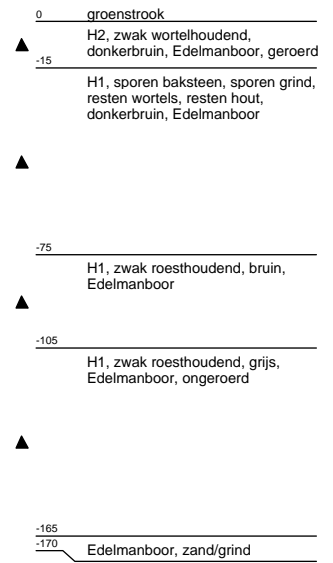 0 groenstrook
H2, zwak wortelhoudend,
donkerbruin, Edelmanboor, geroerd
-15
H1, sporen baksteen, sporen grind,
resten wortels, resten hout,
donkerbruin, Edelmanboor
-75
H1, zwak roesthoudend, bruin,
Edelmanboor
-105
H1, zwak roesthoudend, grijs,
Edelmanboor, ongeroerd
-165
-170
Edelmanboor, zand/grind